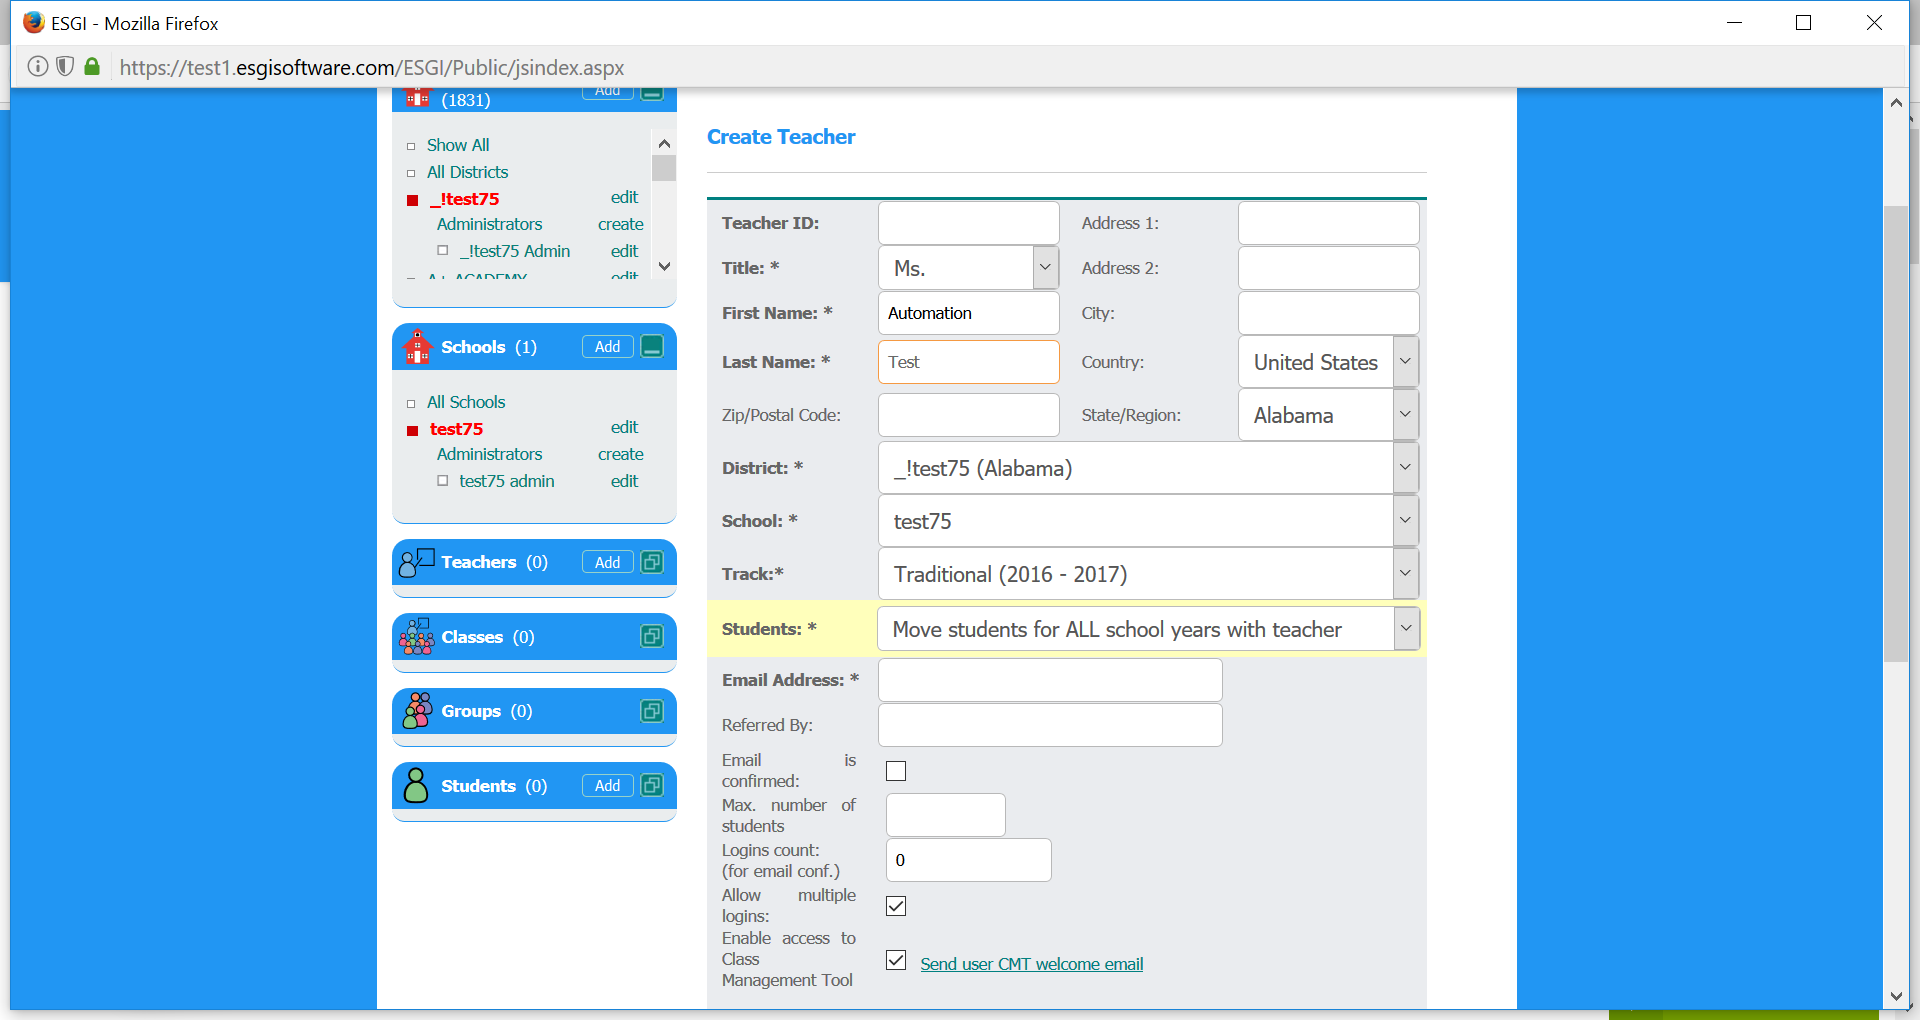 ESGI - Mozilla Firefox
https://test1.esgisoftware.com/ESGI/Public/jsindex.aspx
(1831) Add
Show All
All Districts
_!test75 edit
Administrators create
_!test75 Admin edit
A+ ACADEMY edit
Schools (1) Add
All Schools
test75 edit
Administrators create
test75 admin edit
Teachers (0) Add
Classes (0)
Groups (0)
Students (0) Add
Create Teacher
Teacher ID: Address 1:
Title: * Ms. Address 2:
First Name: * Automation City:
Last Name: * Test Country: United States
Zip/Postal Code: State/Region: Alabama
District: * _!test75 (Alabama)
School: * test75
Track:* Traditional (2016 - 2017)
Students: * Move students for ALL school years with teacher
Email Address: *
Referred By:
Email is
confirmed:
Max. number of
students
Logins count:
(for email conf.) 0
Allow multiple
logins:
Enable access to
Class
Management Tool
Send user CMT welcome email